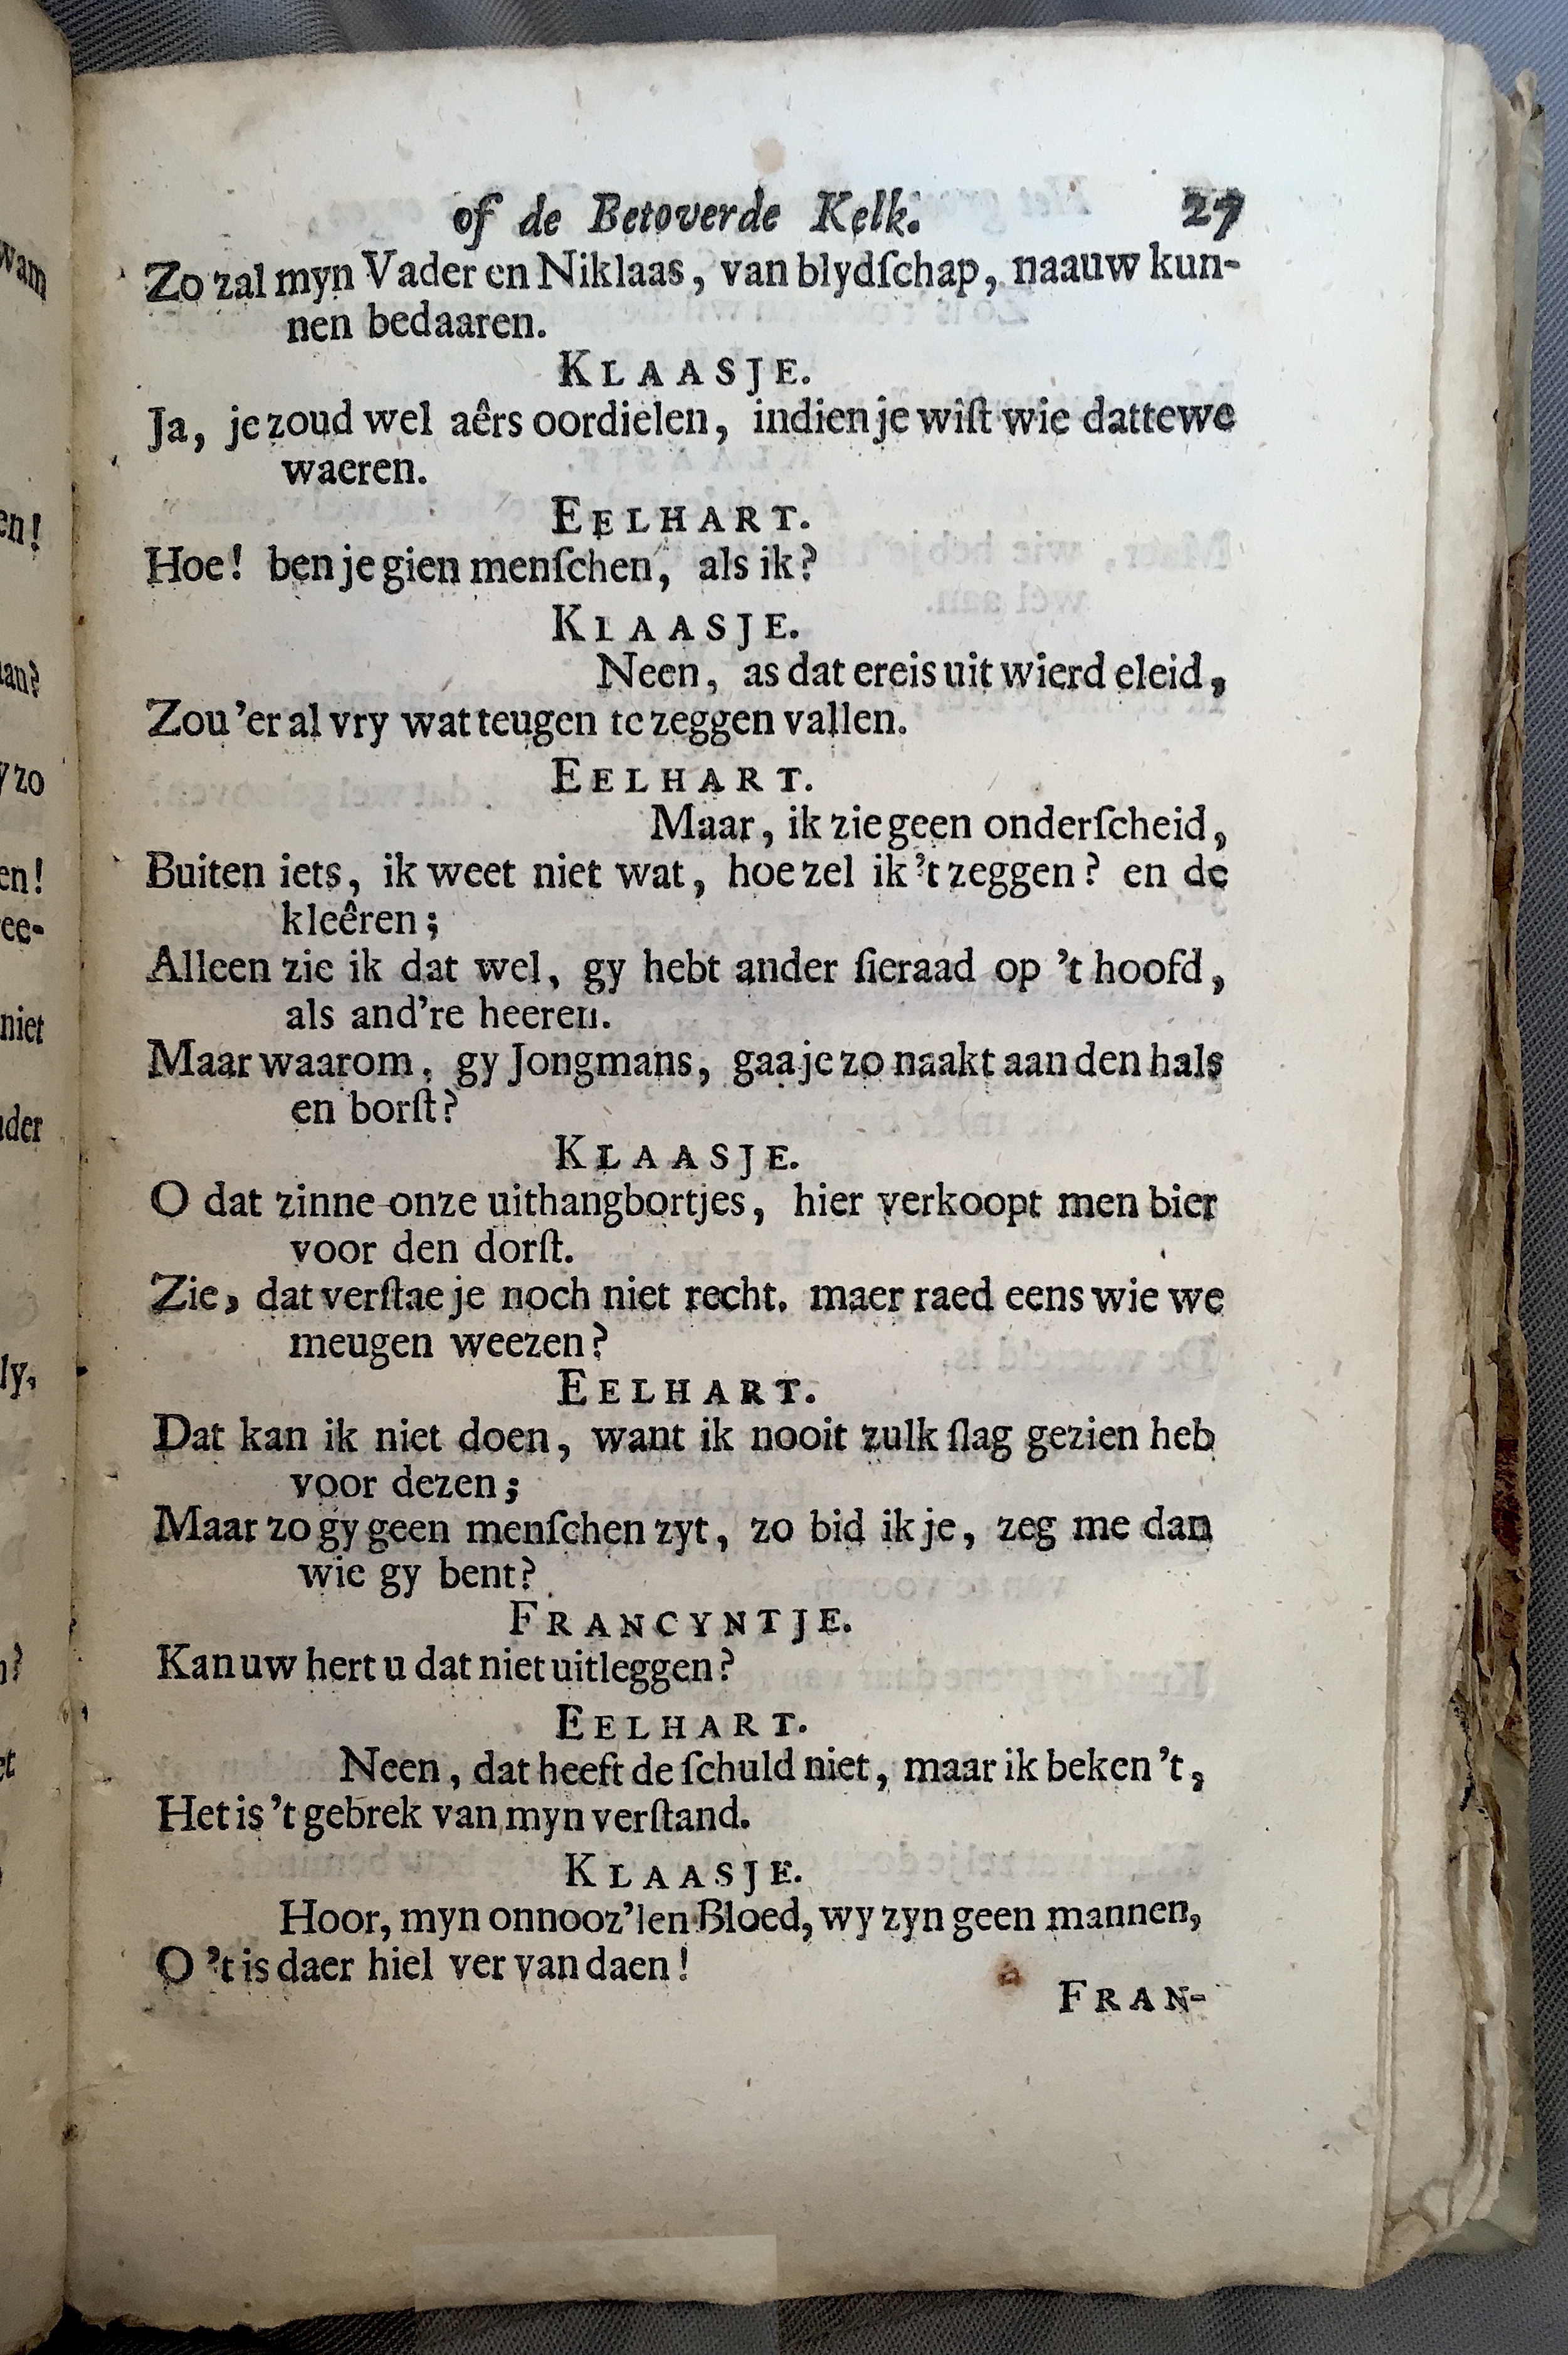 of de Betoverde Kelk. 27
Zo zal myn Vader en Niklaas, van blydſchap, naauw kun-
nen bedaaren.
KLAASJE.
Ja, je zoud wel aêrs oordielen, indien je wiſt wie dattewe
waeren.
EELHART.
Hoe! ben je gien menſchen, als ik?
KLAASJE.
Neen, as dat ereis uit wierd eleid,
Zou 'er al vry wat teugen te zeggen vallen.
EELHART.
Maar, ik zie geen onderſcheid,
Buiten iets, ik weet niet wat, hoe zel ik 't zeggen? en de
kleêren;
Alleen zie ik dat wel, gy hebt ander ſieraad op 't hoofd,
als and're heeren.
Maar waarom, gy Jongmans, gaa je zo naakt aan den hals
en borſt?
KLAASJE.
O dat zinne onze uithangbortjes, hier verkoopt men bier
voor den dorſt.
Zie, dat verſtae je noch niet recht. maer raed eens wie we
meugen weezen?
EELHART.
Dat kan ik niet doen, want ik nooit zulk ſlag gezien heb
voor dezen;
Maar zo gy geen menſchen zyt, zo bid ik je, zeg me dan
wie gy bent?
FRANCYNTJE.
Kan uw hert u dat niet uitleggen?
EELHART.
Neen, dat heeft de ſchuld niet, maar ik beken 't,
Het is 't gebrek van myn verſtand.
KLAASJE.
Hoor, myn onnooz'len Bloed, wy zyn geen mannen,
O 't is daer hiel ver van daen!
FRAN-